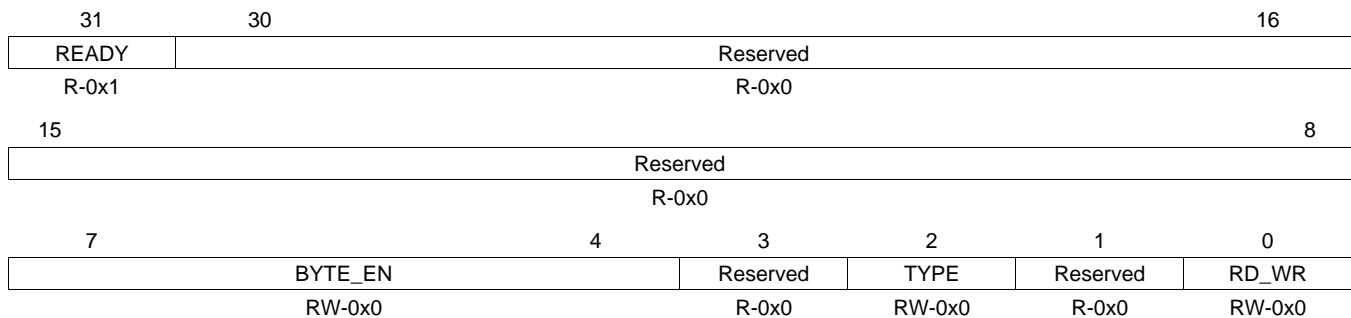 31 30 16
READY Reserved
R-0x1 R-0x0
15 8
Reserved
R-0x0
7 4 3 2 1 0
BYTE_EN Reserved TYPE Reserved RD_WR
RW-0x0 R-0x0 RW-0x0 R-0x0 RW-0x0